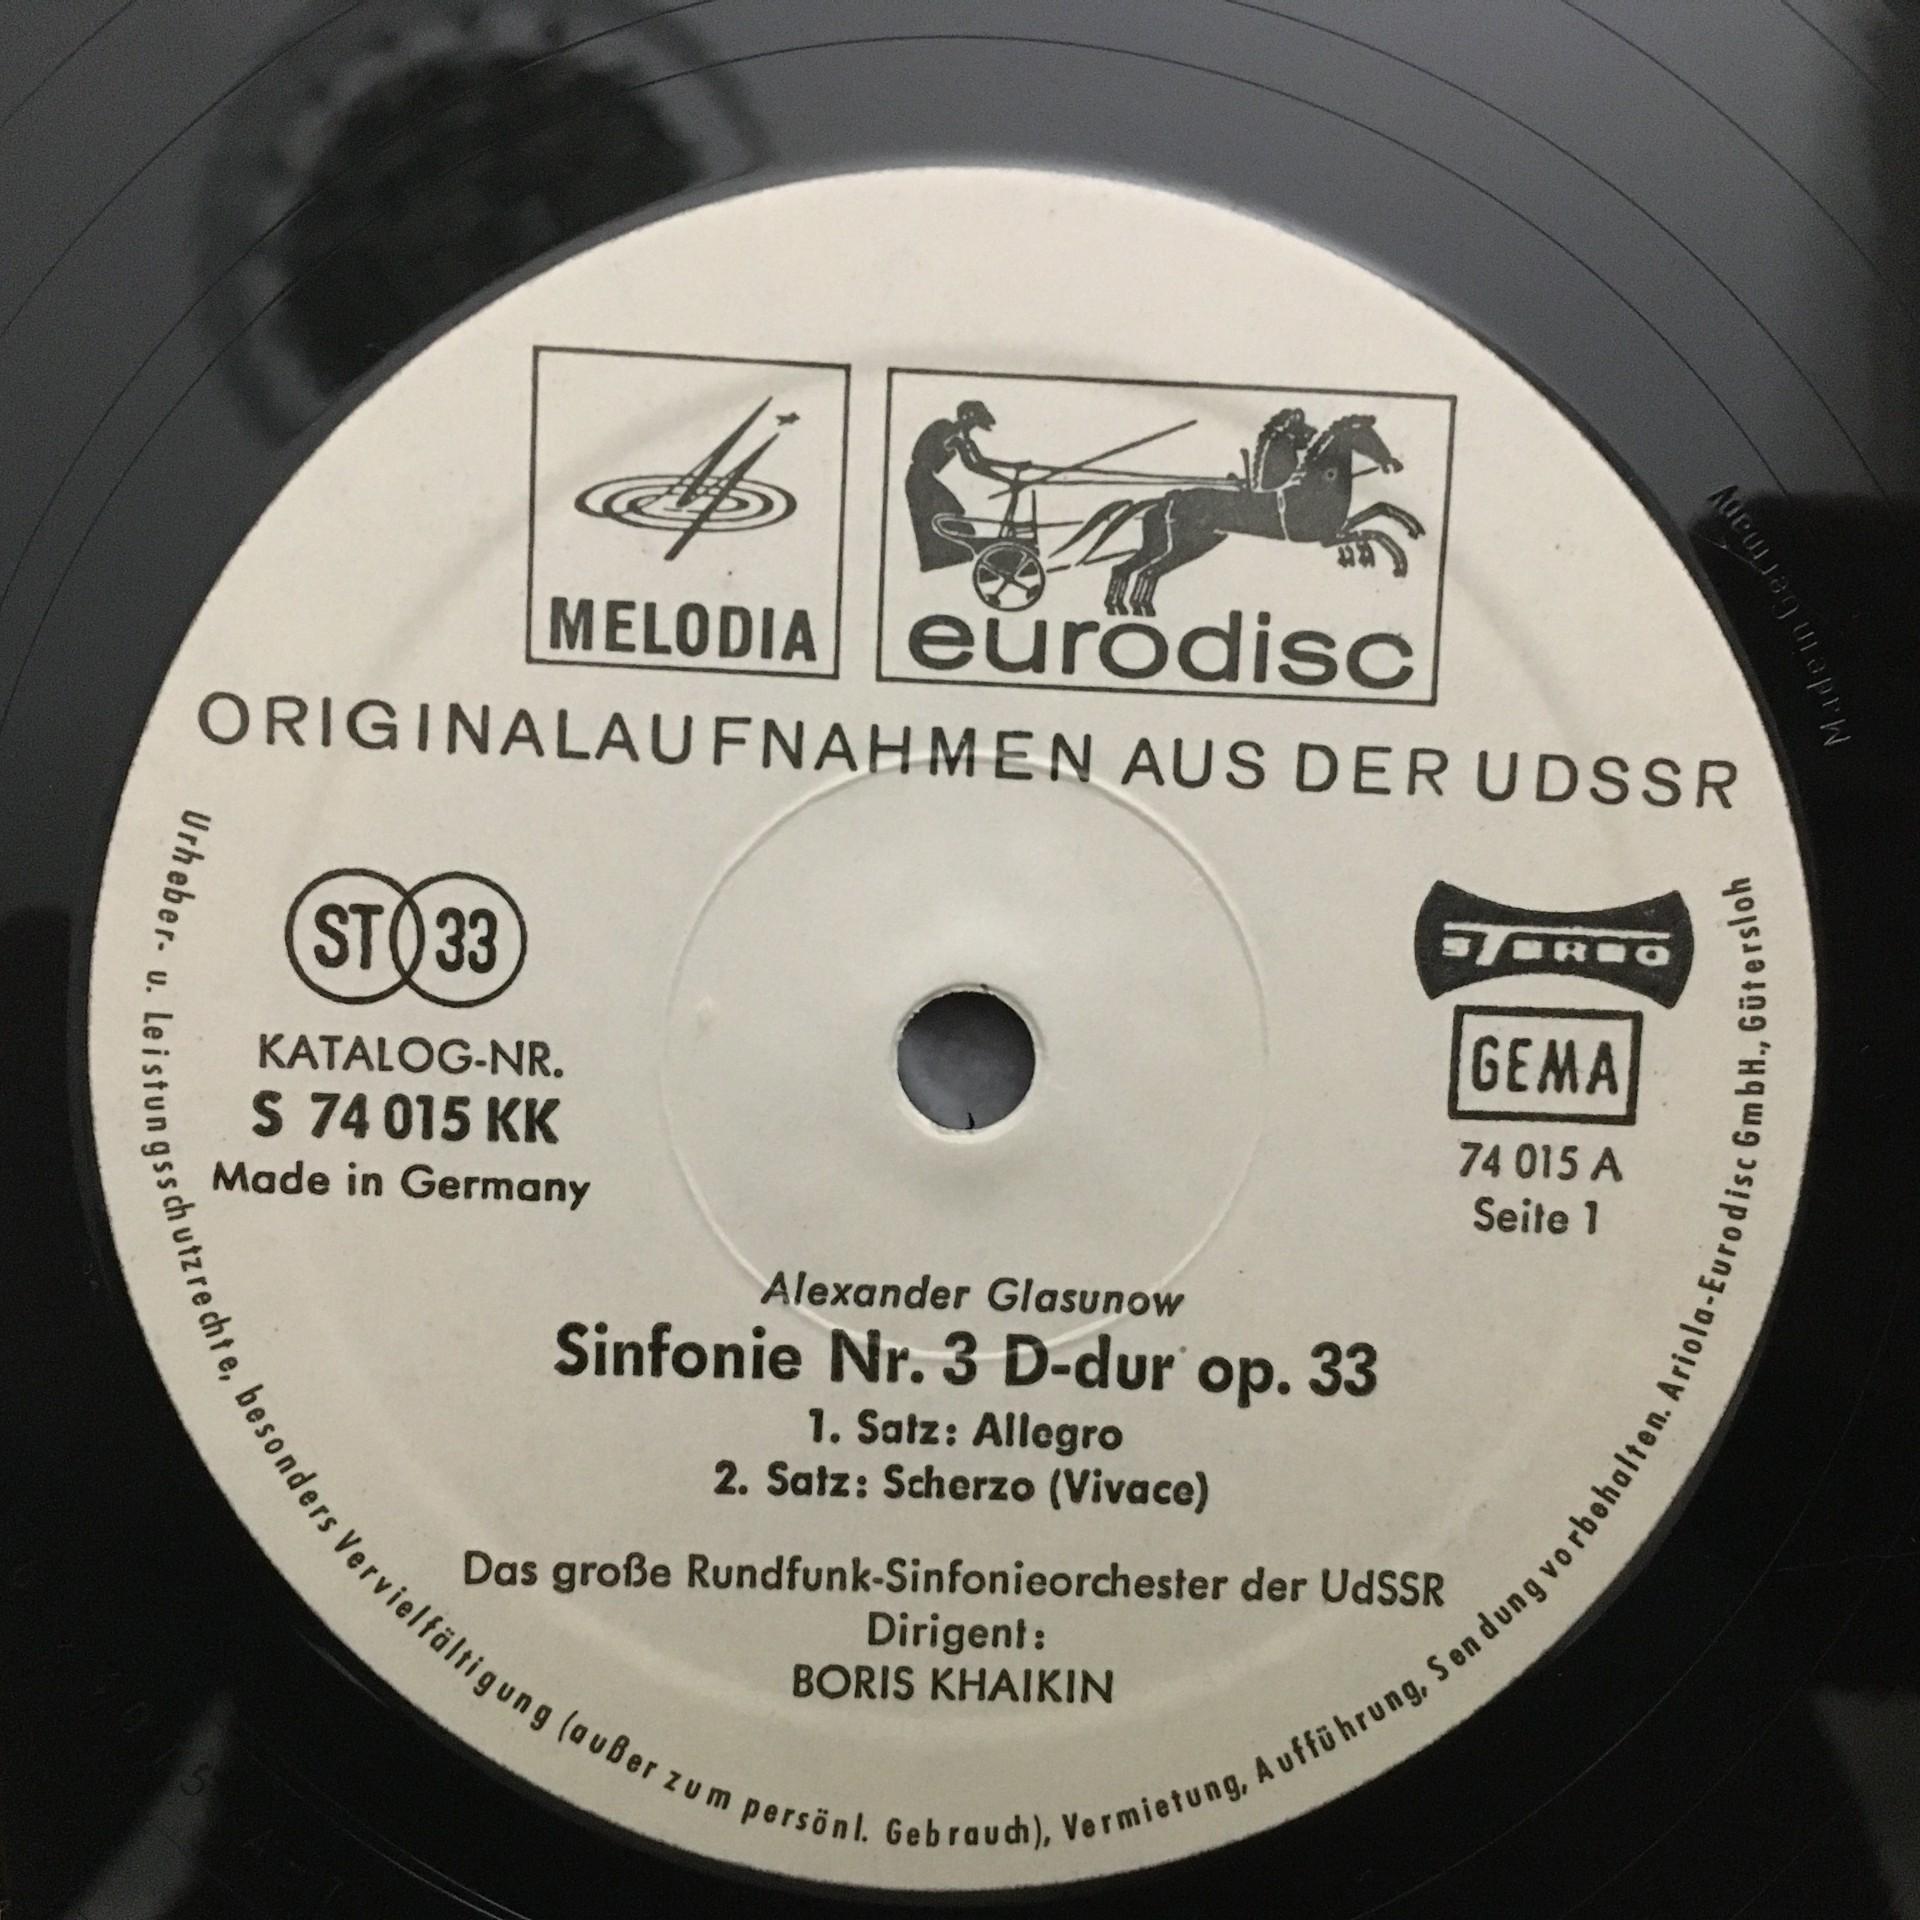 MELODIA
eurodisc
ORIGINALAUFNAHMEN AUS DER UDSSR
ST 33
KATALOG-NR.
S 74 015 KK
Made in Germany
STEREO
GEMA
74 015 A
Seite 1
Alexander Glasunow
Sinfonie Nr. 3 D-dur op. 33
1. Satz: Allegro
2. Satz: Scherzo (Vivace)
Das große Rundfunk-Sinfonieorchester der UdSSR
Dirigent:
BORIS KHAIKIN
Urheber- u. Leistungsschutzrechte, besonders Vervielfältigung (außer zum persönl. Gebrauch), Vermietung, Aufführung, Sendung vorbehalten. Ariola-Eurodisc GmbH., Gütersloh
Made in Germany